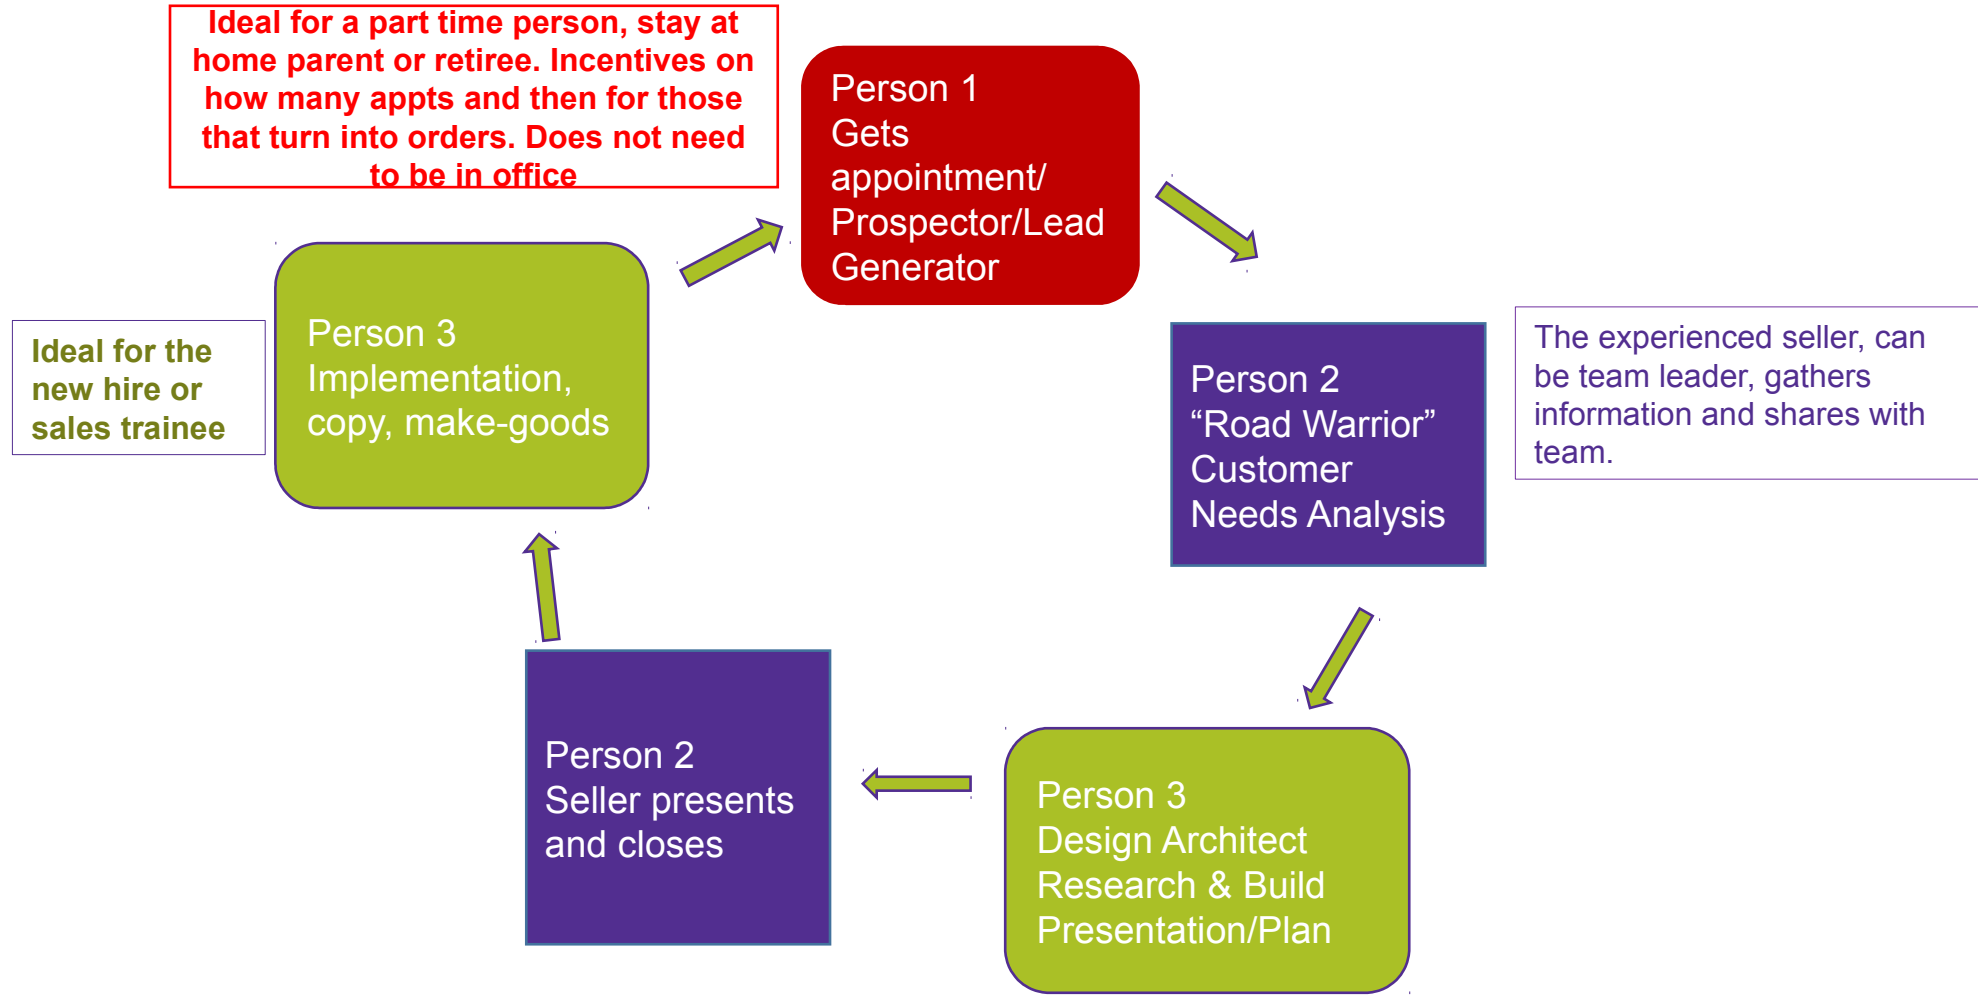 Ideal for a part time person, stay at
home parent or retiree. Incentives on
how many appts and then for those
that turn into orders. Does not need
to be in office
Person 1
Gets
appointment/
Prospector/Lead
Generator
Person 2
“Road Warrior”
Customer
Needs Analysis
The experienced seller, can
be team leader, gathers
information and shares with
team.
Person 3
Design Architect
Research & Build
Presentation/Plan
Person 2
Seller presents
and closes
Person 3
Implementation,
copy, make-goods
Ideal for the
new hire or
sales trainee